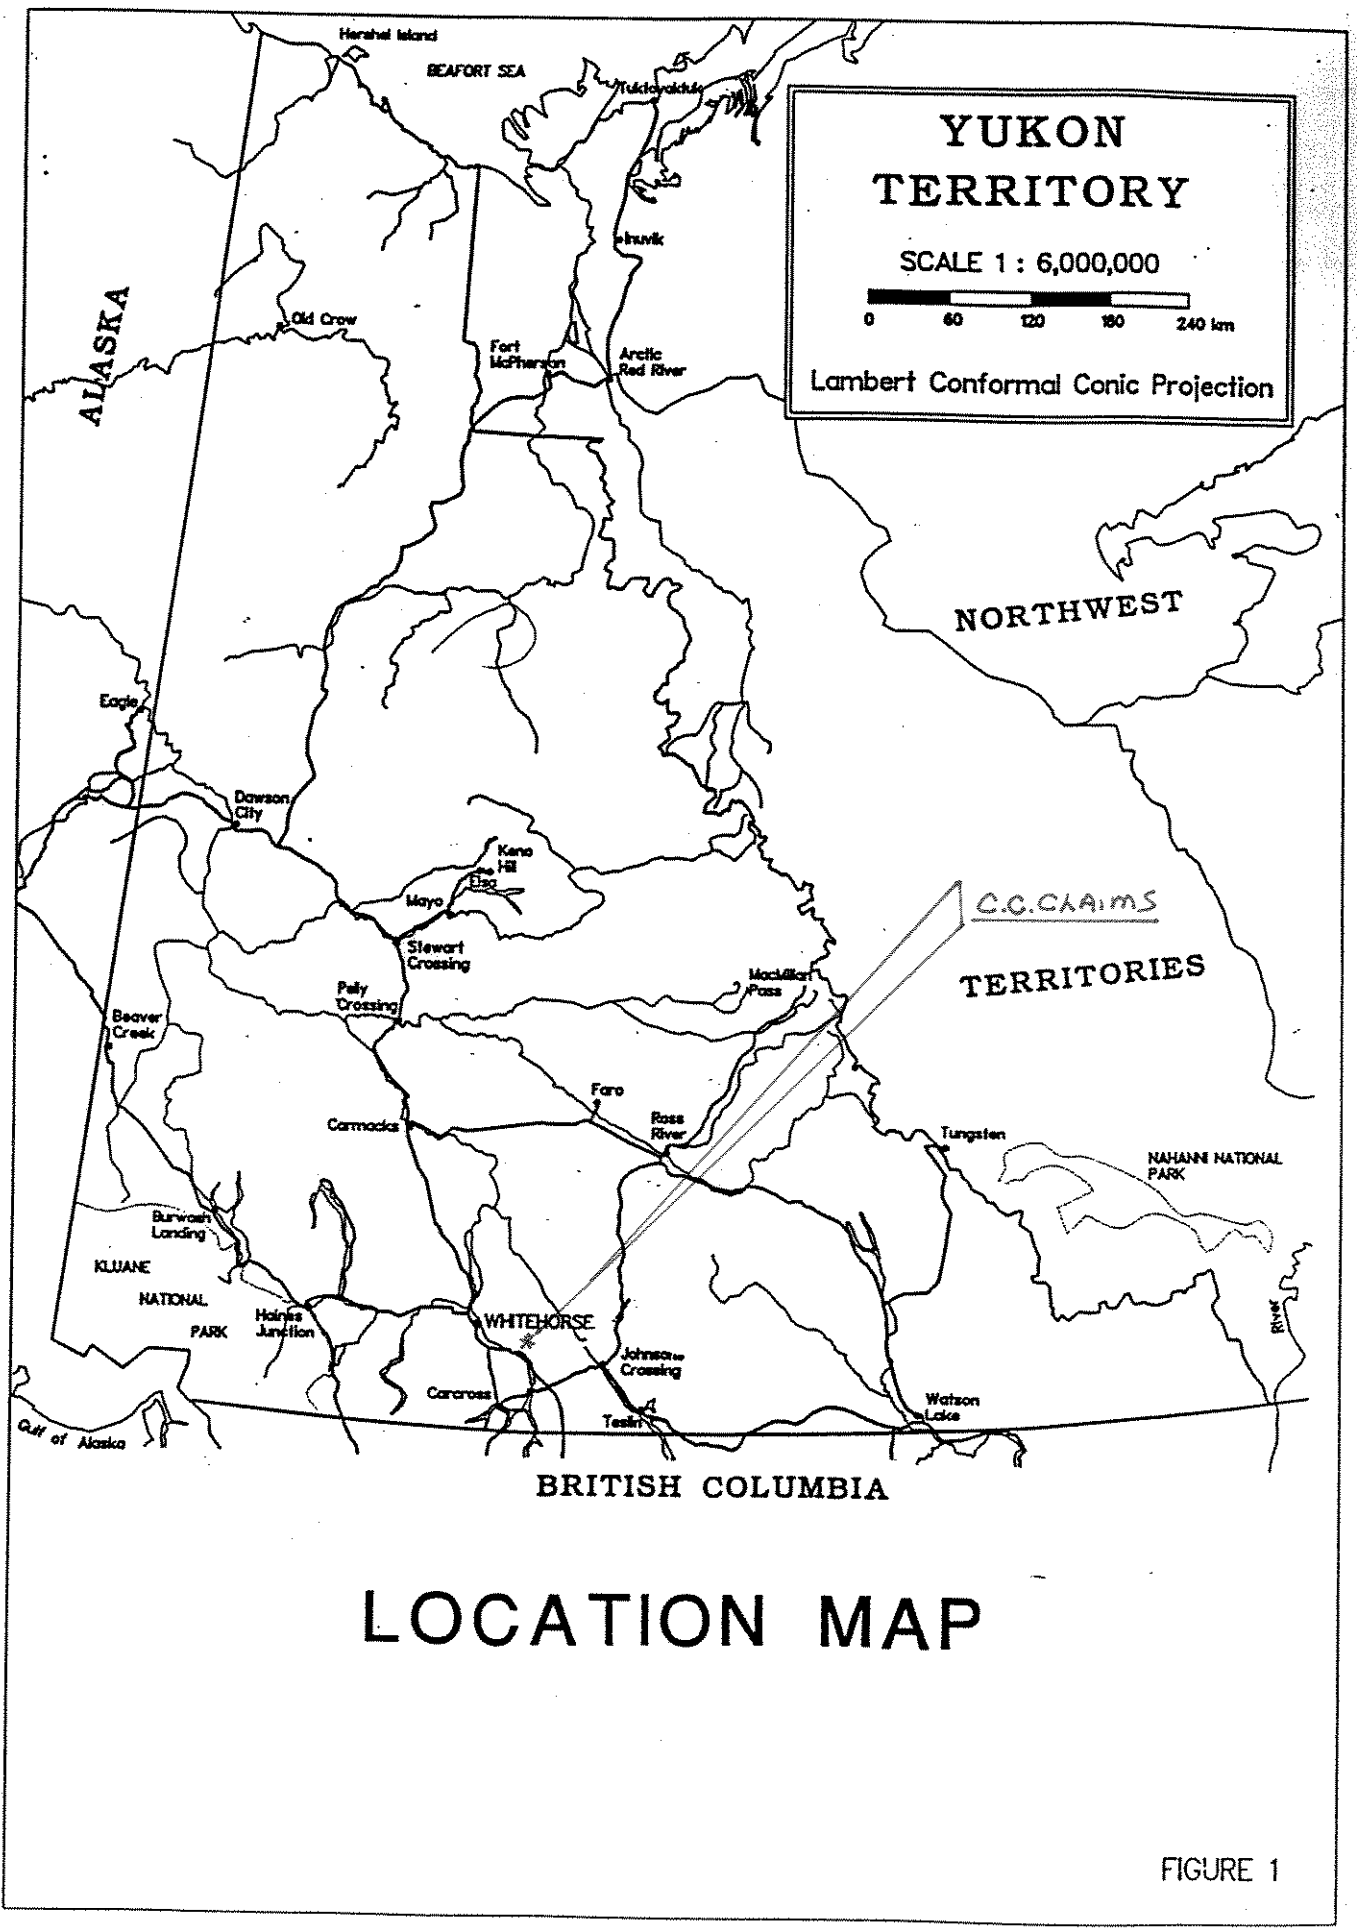 Hershel Island
BEAFORT SEA
Tuktoyaktuk
YUKON
TERRITORY
SCALE 1 : 6,000,000
0 60 120 180 240 km
Lambert Conformal Conic Projection
Inuvik
ALASKA
Old Crow
Fort
McPherson
Arctic
Red River
NORTHWEST
Eagle
Dawson
City
Keno
Hill
Elsa
Mayo
C.C. CLAIMS
Stewart
Crossing
TERRITORIES
MacMillan
Pass
Pelly
Crossing
Beaver
Creek
Faro
Carmacks
Ross
River
Tungsten
NAHANNI NATIONAL
PARK
Burwash
Landing
KLUANE
NATIONAL
PARK
Haines
Junction
WHITEHORSE
River
Johnsons
Crossing
Carcross
Teslin
Watson
Lake
Gulf of Alaska
BRITISH COLUMBIA
LOCATION MAP
FIGURE 1